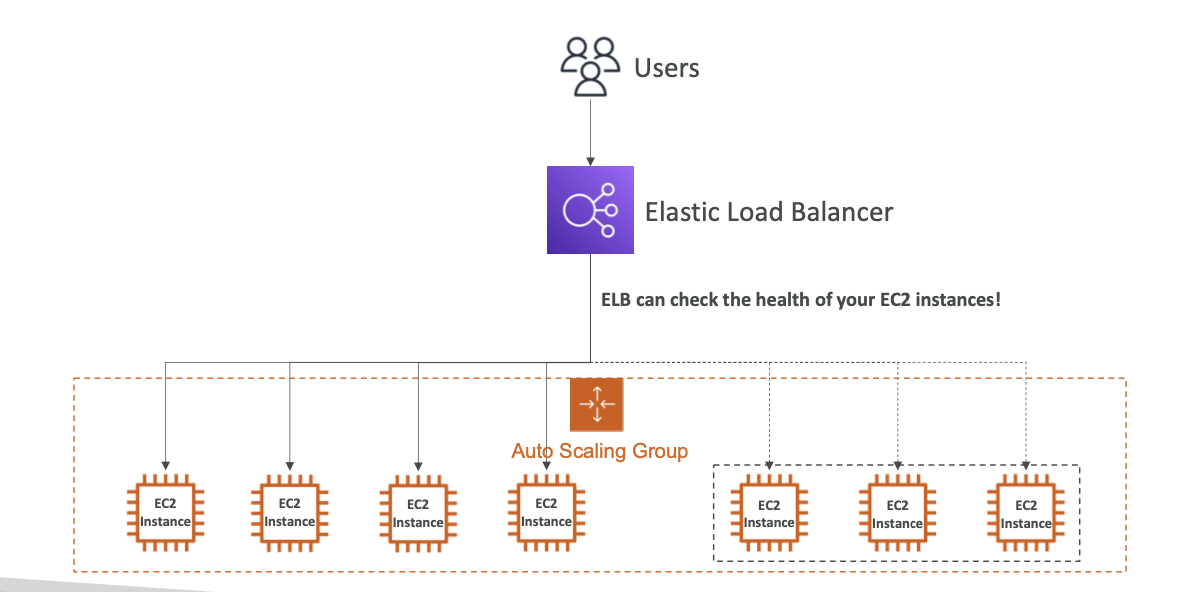 Users
Elastic Load Balancer
ELB can check the health of your EC2 instances!
Auto Scaling Group
EC2
Instance
EC2
Instance
EC2
Instance
EC2
Instance
EC2
Instance
EC2
Instance
EC2
Instance